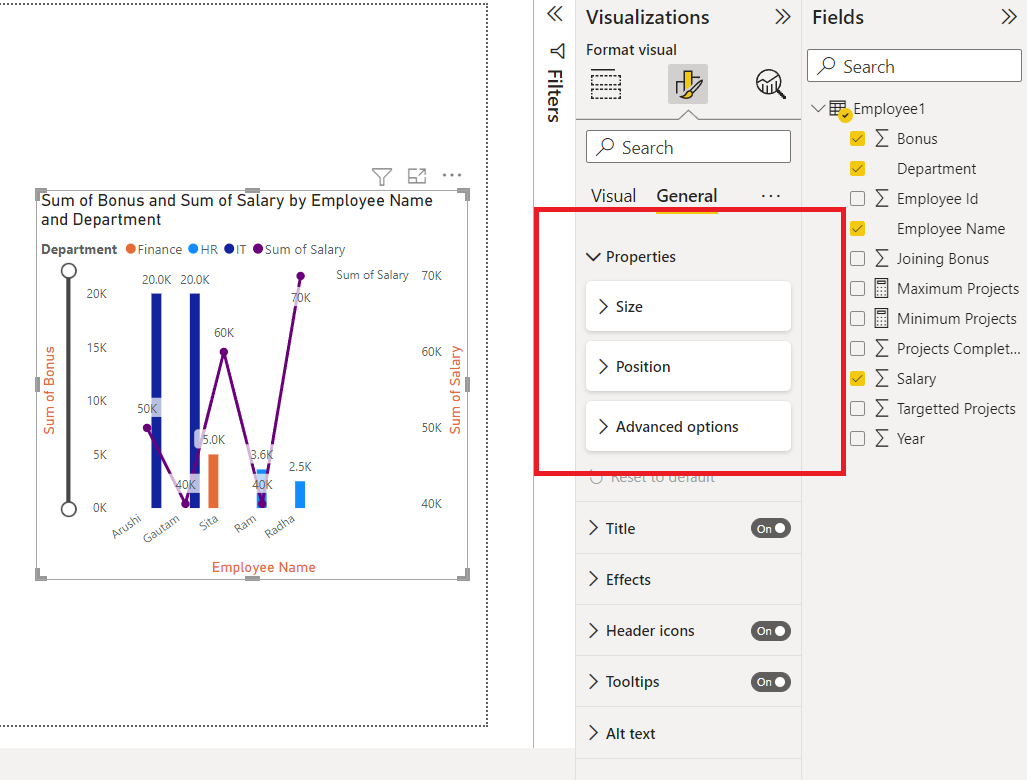 Sum of Bonus and Sum of Salary by Employee Name
and Department
Department Finance HR IT Sum of Salary
Sum of Bonus
20K
15K
10K
5K
0K
20.0K 20.0K
50K
40K
60K
5.0K
3.6K
40K
2.5K
70K
Sum of Salary
70K
60K
50K
40K
Sum of Salary
Arushi
Gautam
Sita
Ram
Radha
Employee Name
Filters
Visualizations
Format visual
Search
Visual General
Properties
Size
Position
Advanced options
Reset to default
Title On
Effects
Header icons On
Tooltips On
Alt text
Fields
Search
Employee1
Bonus
Department
Employee Id
Employee Name
Joining Bonus
Maximum Projects
Minimum Projects
Projects Complet...
Salary
Targetted Projects
Year